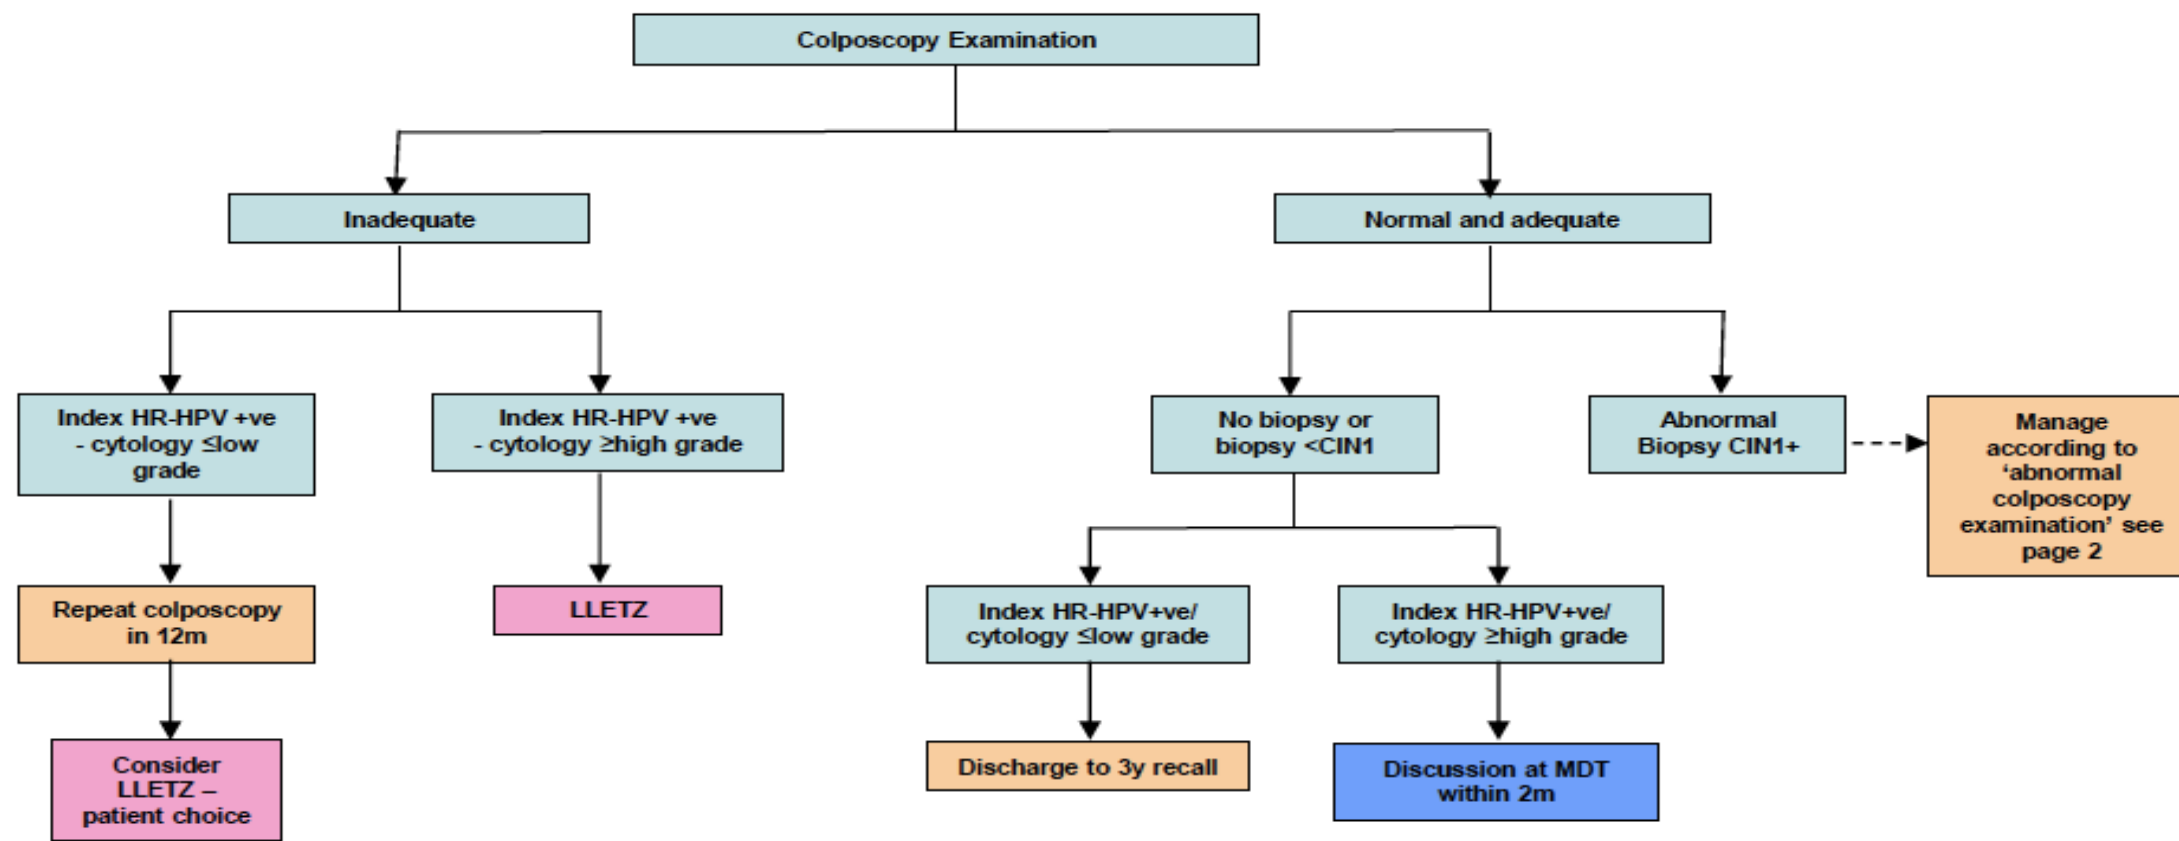 Colposcopy Examination
Inadequate
Normal and adequate
Index HR-HPV +ve
- cytology ≤low
grade
Index HR-HPV +ve
- cytology ≥high grade
No biopsy or
biopsy <CIN1
Abnormal
Biopsy CIN1+
Manage
according to
‘abnormal
colposcopy
examination’ see
page 2
Repeat colposcopy
in 12m
LLETZ
Index HR-HPV+ve/
cytology ≤low grade
Index HR-HPV+ve/
cytology ≥high grade
Consider
LLETZ –
patient choice
Discharge to 3y recall
Discussion at MDT
within 2m